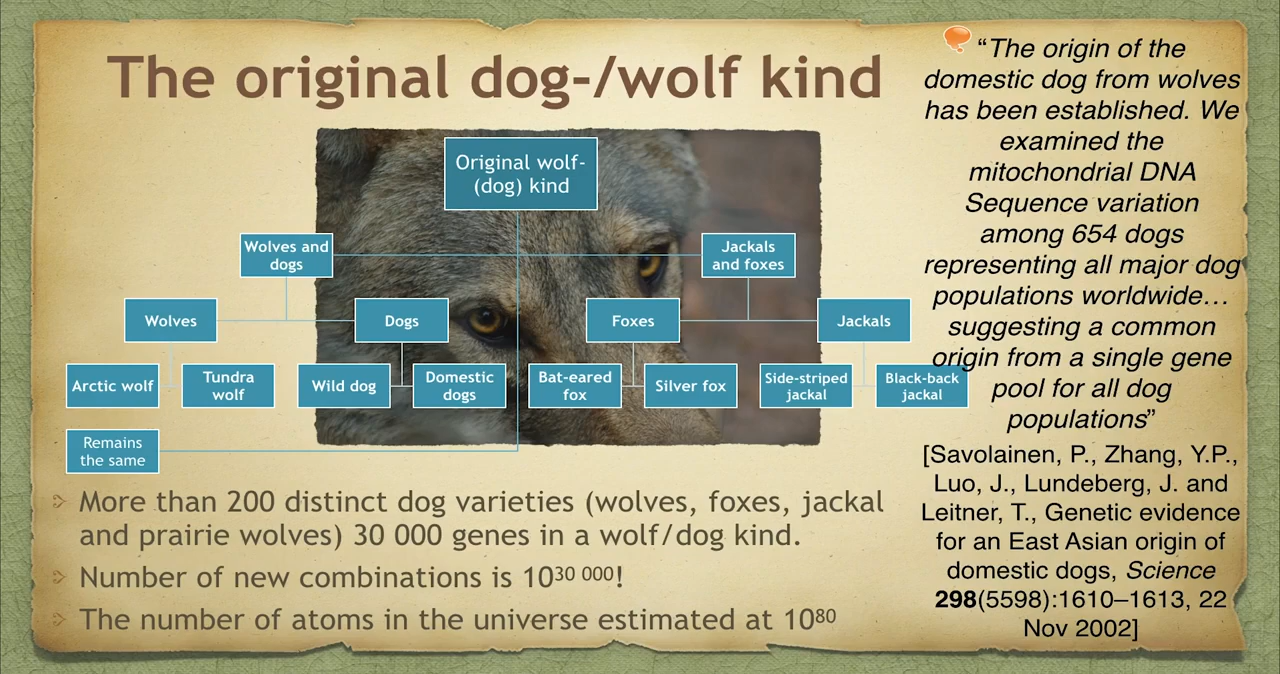 The original dog-/wolf kind
Original wolf-
(dog) kind
Wolves and
dogs
Jackals
and foxes
Wolves
Dogs
Foxes
Jackals
Arctic wolf
Tundra
wolf
Wild dog
Domestic
dogs
Bat-eared
fox
Silver fox
Side-striped
jackal
Black-back
jackal
Remains
the same
More than 200 distinct dog varieties (wolves, foxes, jackal
and prairie wolves) 30 000 genes in a wolf/dog kind.
Number of new combinations is 10³⁰ ⁰⁰⁰!
The number of atoms in the universe estimated at 10⁸⁰
“The origin of the
domestic dog from wolves
has been established. We
examined the
mitochondrial DNA
Sequence variation
among 654 dogs
representing all major dog
populations worldwide…
suggesting a common
origin from a single gene
pool for all dog
populations”
[Savolainen, P., Zhang, Y.P.,
Luo, J., Lundeberg, J. and
Leitner, T., Genetic evidence
for an East Asian origin of
domestic dogs, Science
298(5598):1610–1613, 22
Nov 2002]